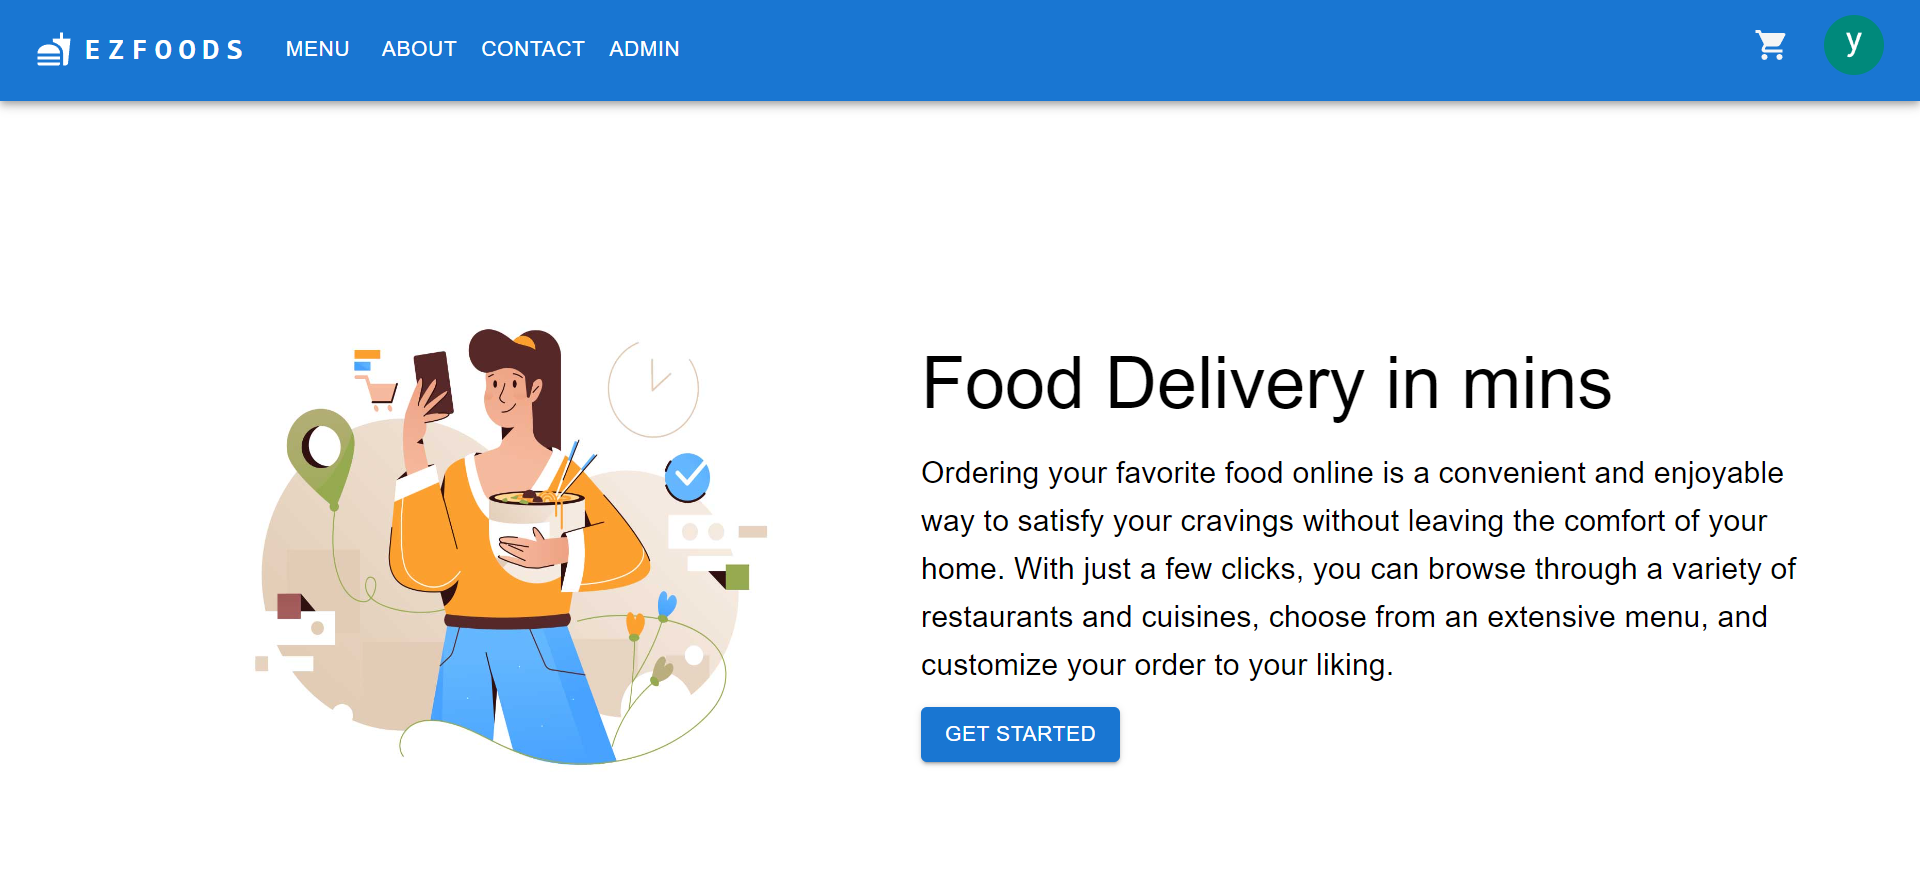 EZFOODS MENU ABOUT CONTACT ADMIN y
Food Delivery in mins
Ordering your favorite food online is a convenient and enjoyable
way to satisfy your cravings without leaving the comfort of your
home. With just a few clicks, you can browse through a variety of
restaurants and cuisines, choose from an extensive menu, and
customize your order to your liking.
GET STARTED